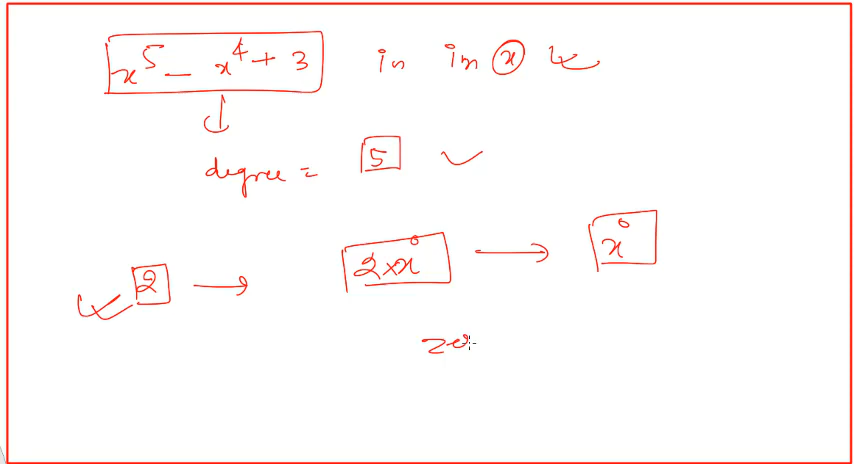 x⁵ - x⁴ + 3 in in x
degree = 5
2 → 2 × x⁰ → x⁰